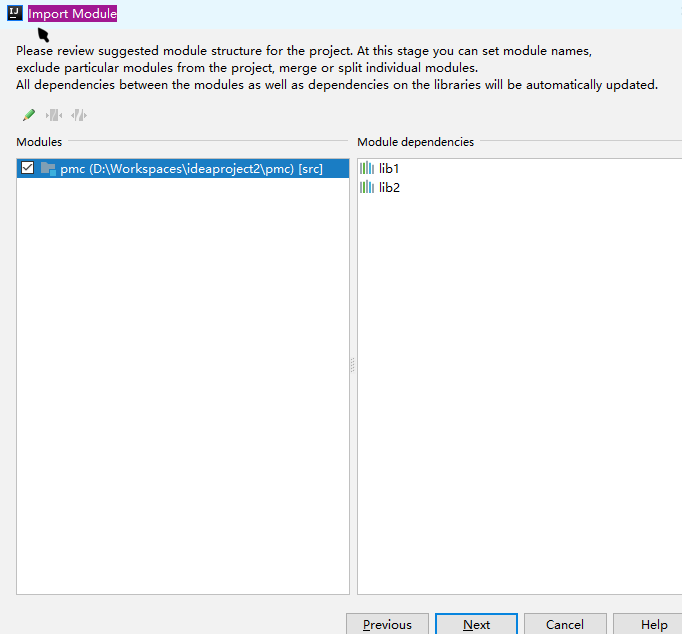 IJ
Import Module
Please review suggested module structure for the project. At this stage you can set module names,
exclude particular modules from the project, merge or split individual modules.
All dependencies between the modules as well as dependencies on the libraries will be automatically updated.
Modules
Module dependencies
pmc (D:\Workspaces\ideaproject2\pmc) [src]
lib1
lib2
Previous
Next
Cancel
Help